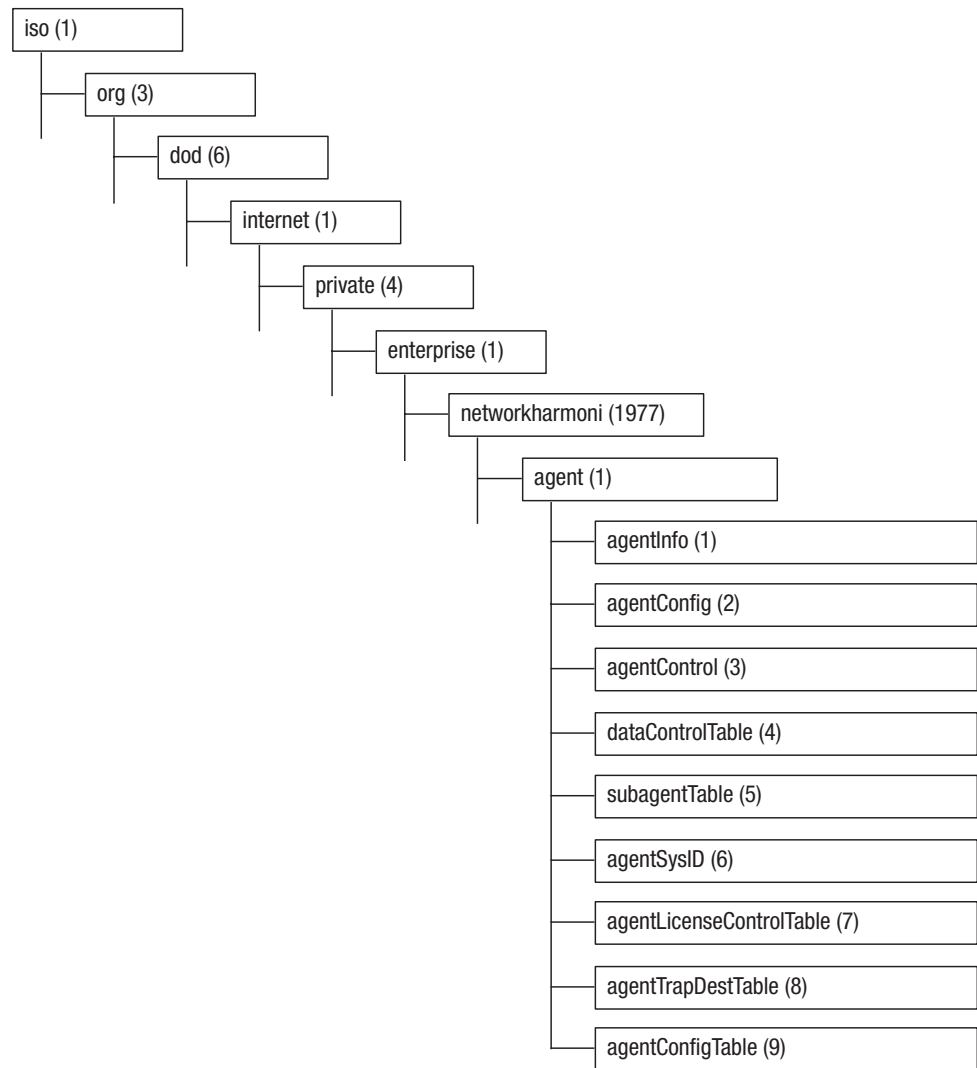 iso (1)
org (3)
dod (6)
internet (1)
private (4)
enterprise (1)
networkharmoni (1977)
agent (1)
agentInfo (1)
agentConfig (2)
agentControl (3)
dataControlTable (4)
subagentTable (5)
agentSysID (6)
agentLicenseControlTable (7)
agentTrapDestTable (8)
agentConfigTable (9)